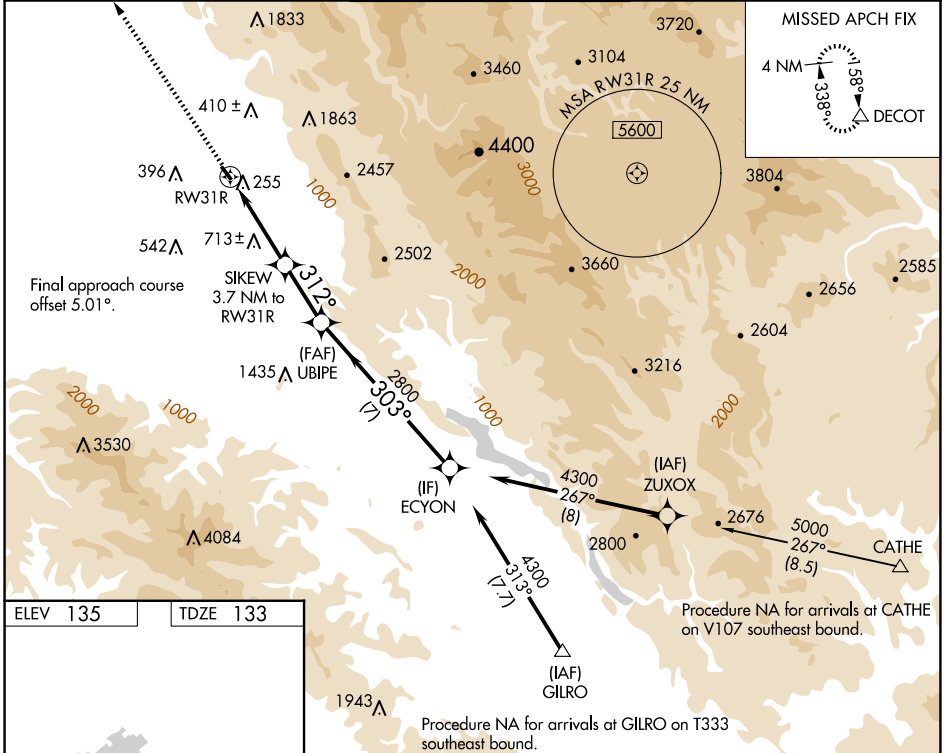 1833
3720
MISSED APCH FIX
3460
3104
4 NM
158°
338°
DECOT
MSA RW31R 25 NM
5600
410 ±
1863
4400
396
255
RW31R
2457
1000
3000
3804
542
713 ±
2502
2000
3660
2585
2656
Final approach course
offset 5.01°.
SIKEW
3.7 NM to
RW31R
312°
2604
(FAF)
UBIPE
1435
2800
303°
(7)
3216
1000
2000
2000
1000
3530
(IF)
ECYON
4300
267°
(8)
(IAF)
ZUXOX
2676
5000
267°
(8.5)
CATHE
4084
2800
4300
313°
(7.7)
Procedure NA for arrivals at CATHE
on V107 southeast bound.
ELEV 135
TDZE 133
(IAF)
GILRO
1943
Procedure NA for arrivals at GILRO on T333
southeast bound.